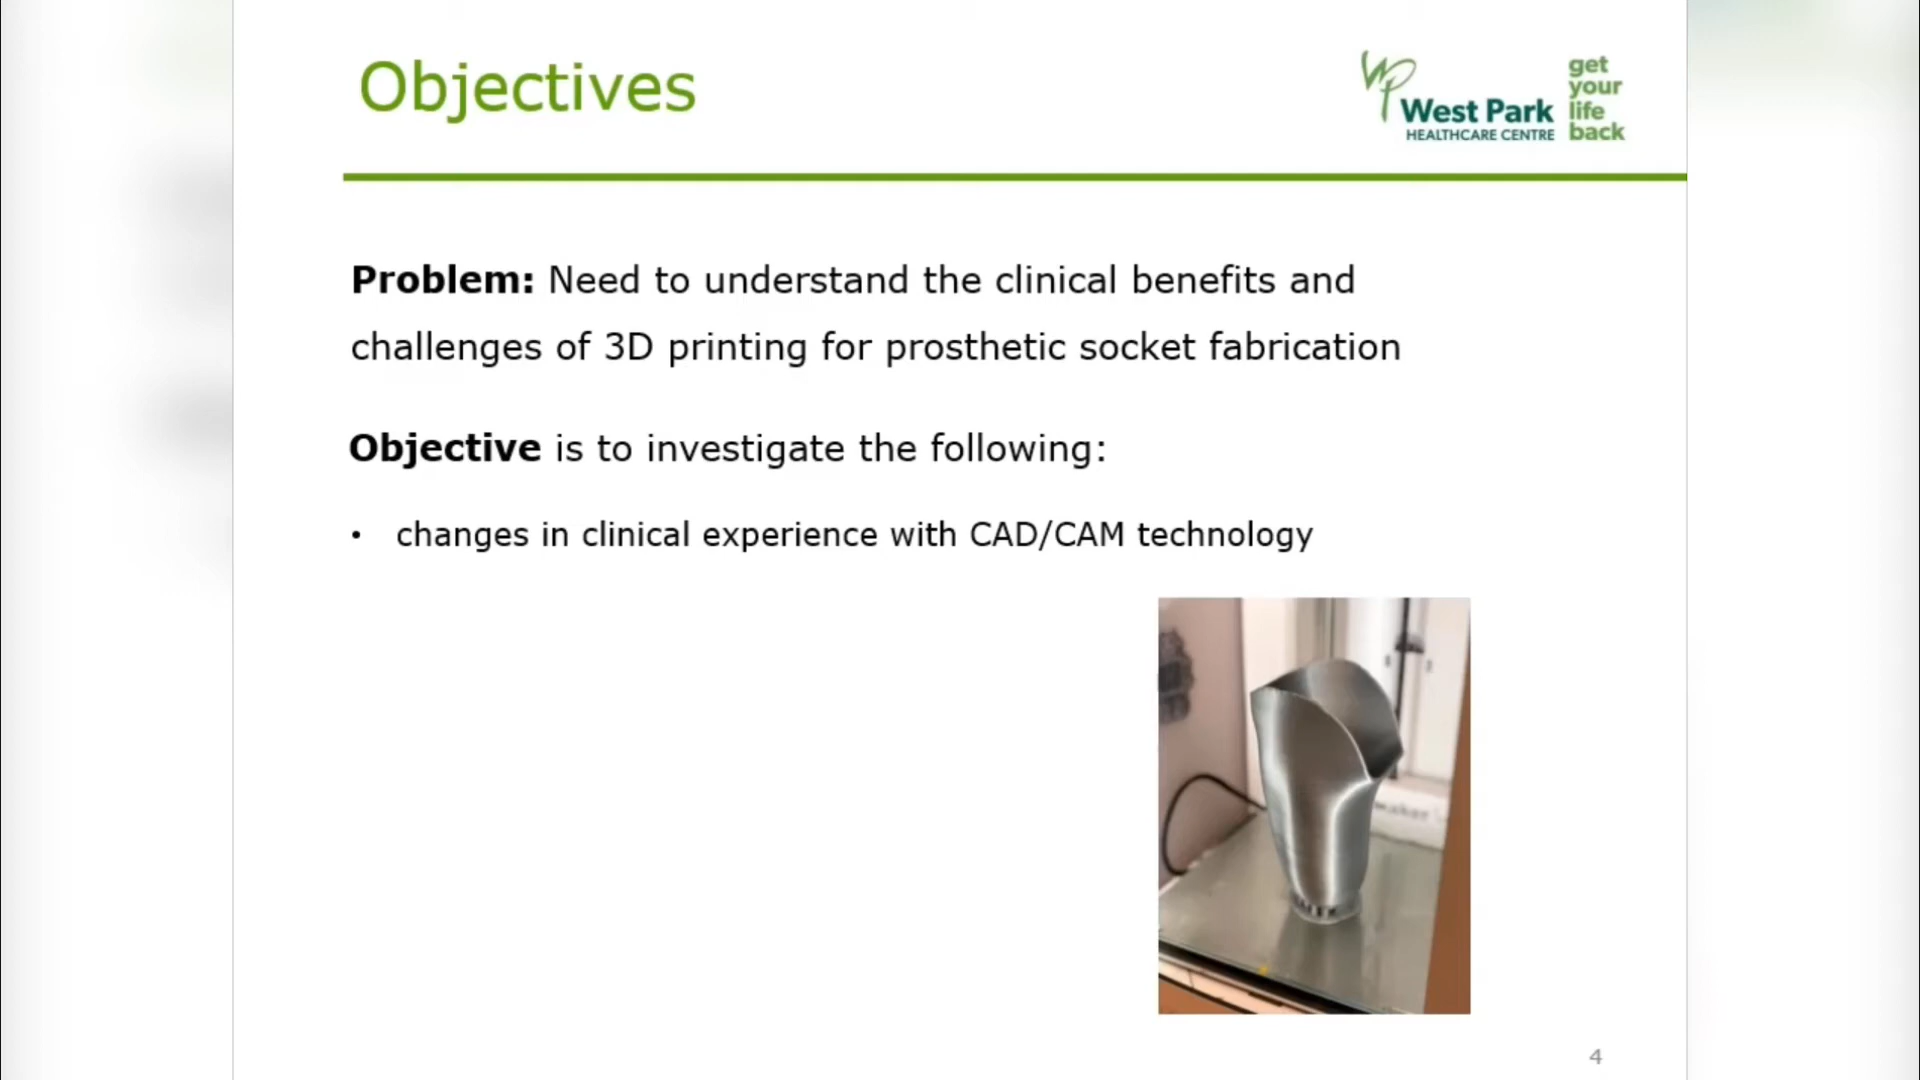 Objectives
West Park
HEALTHCARE CENTRE
get
your
life
back
Problem: Need to understand the clinical benefits and
challenges of 3D printing for prosthetic socket fabrication
Objective is to investigate the following:
• changes in clinical experience with CAD/CAM technology
4